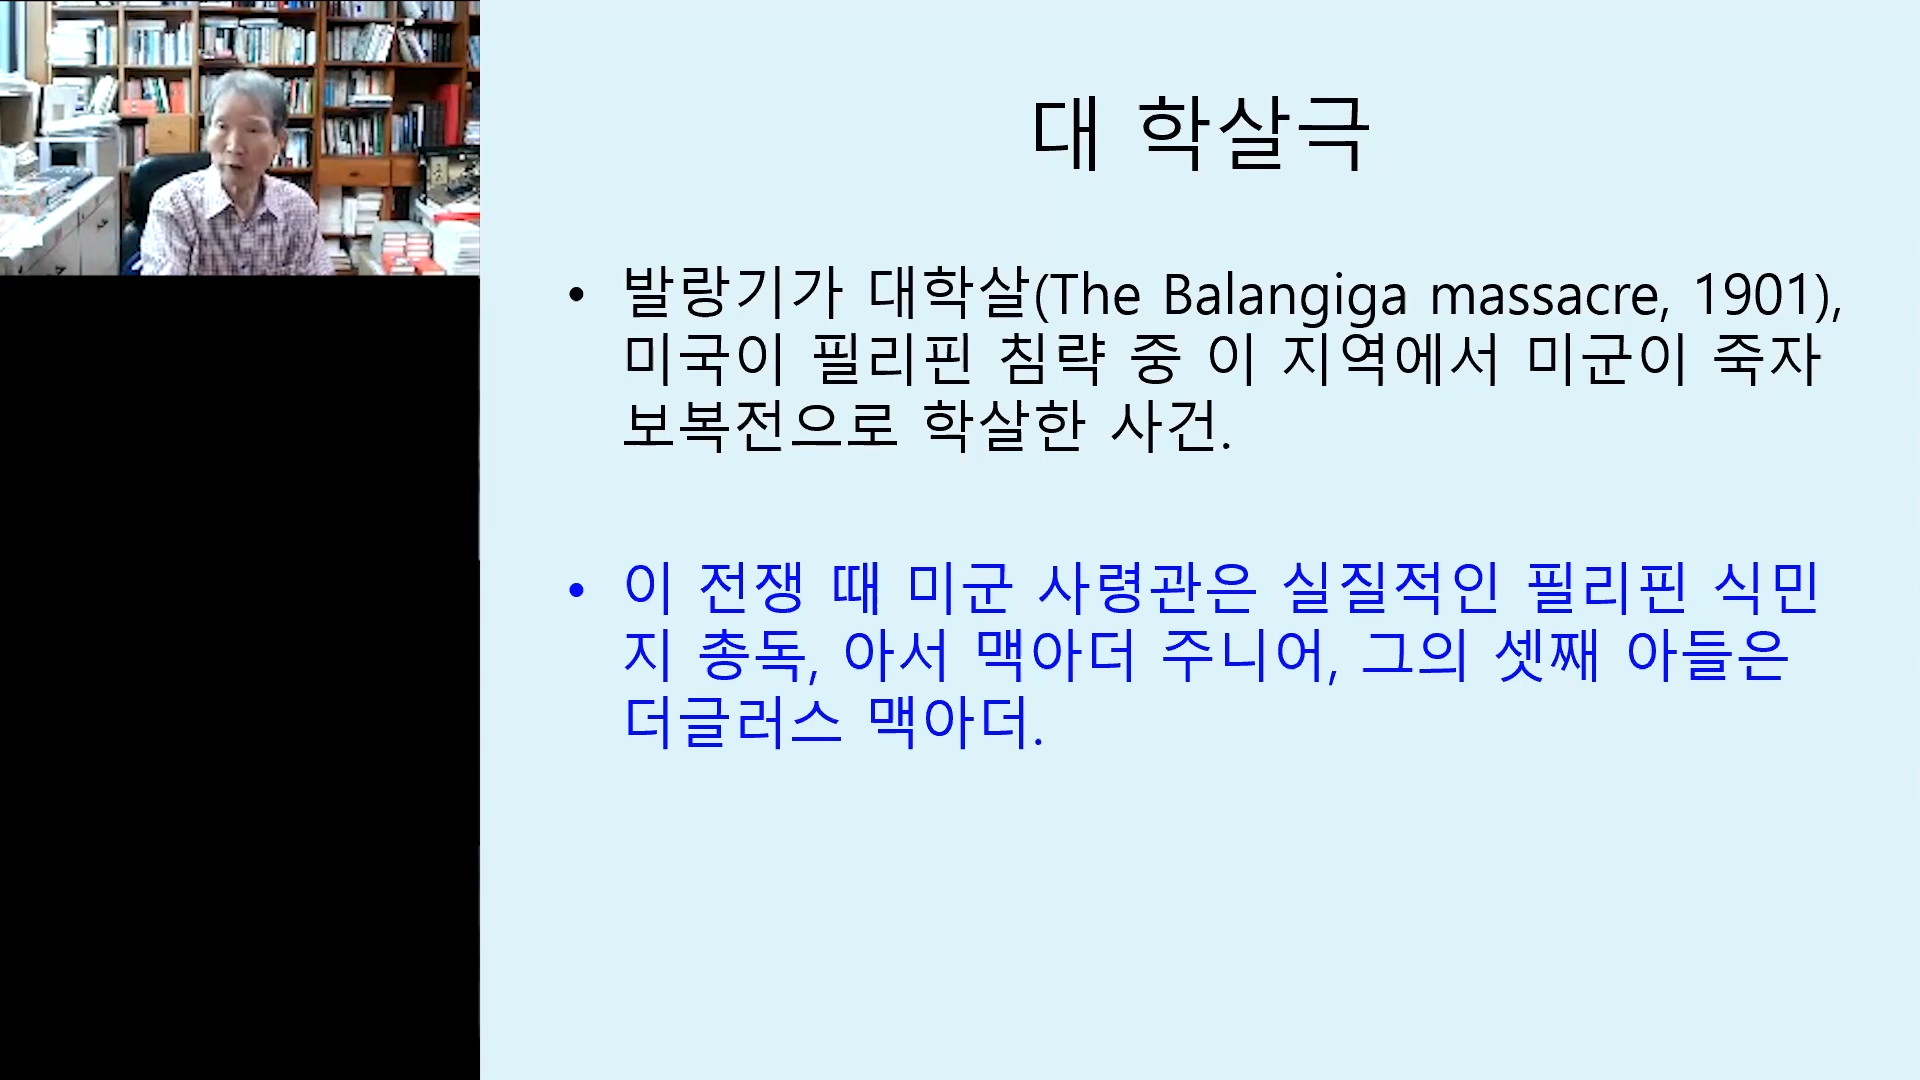 대 학살극
• 발랑기가 대학살(The Balangiga massacre, 1901),
미국이 필리핀 침략 중 이 지역에서 미군이 죽자
보복전으로 학살한 사건.
• 이 전쟁 때 미군 사령관은 실질적인 필리핀 식민
지 총독, 아서 맥아더 주니어, 그의 셋째 아들은
더글러스 맥아더.